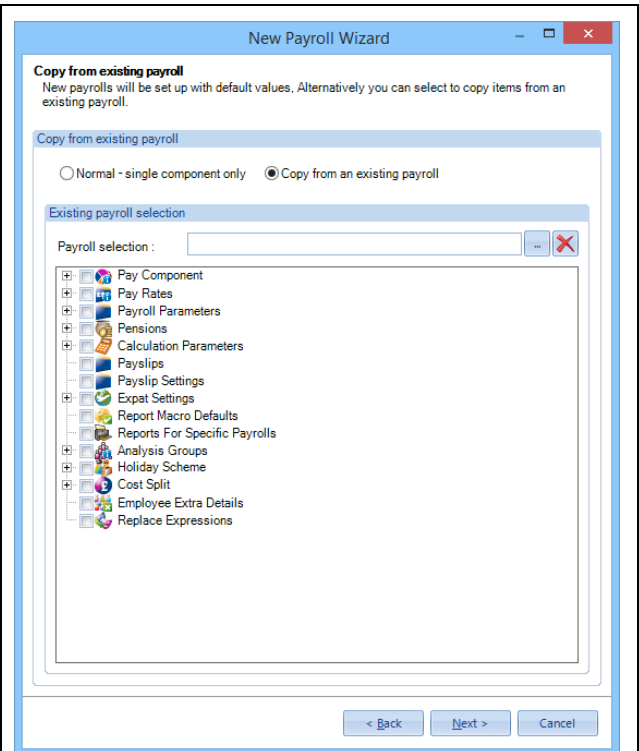 New Payroll Wizard
Copy from existing payroll
New payrolls will be set up with default values, Alternatively you can select to copy items from an
existing payroll.
Copy from existing payroll
Normal - single component only Copy from an existing payroll
Existing payroll selection
Payroll selection : ...
Pay Component
Pay Rates
Payroll Parameters
Pensions
Calculation Parameters
Payslips
Payslip Settings
Expat Settings
Report Macro Defaults
Reports For Specific Payrolls
Analysis Groups
Holiday Scheme
Cost Split
Employee Extra Details
Replace Expressions
< Back Next > Cancel